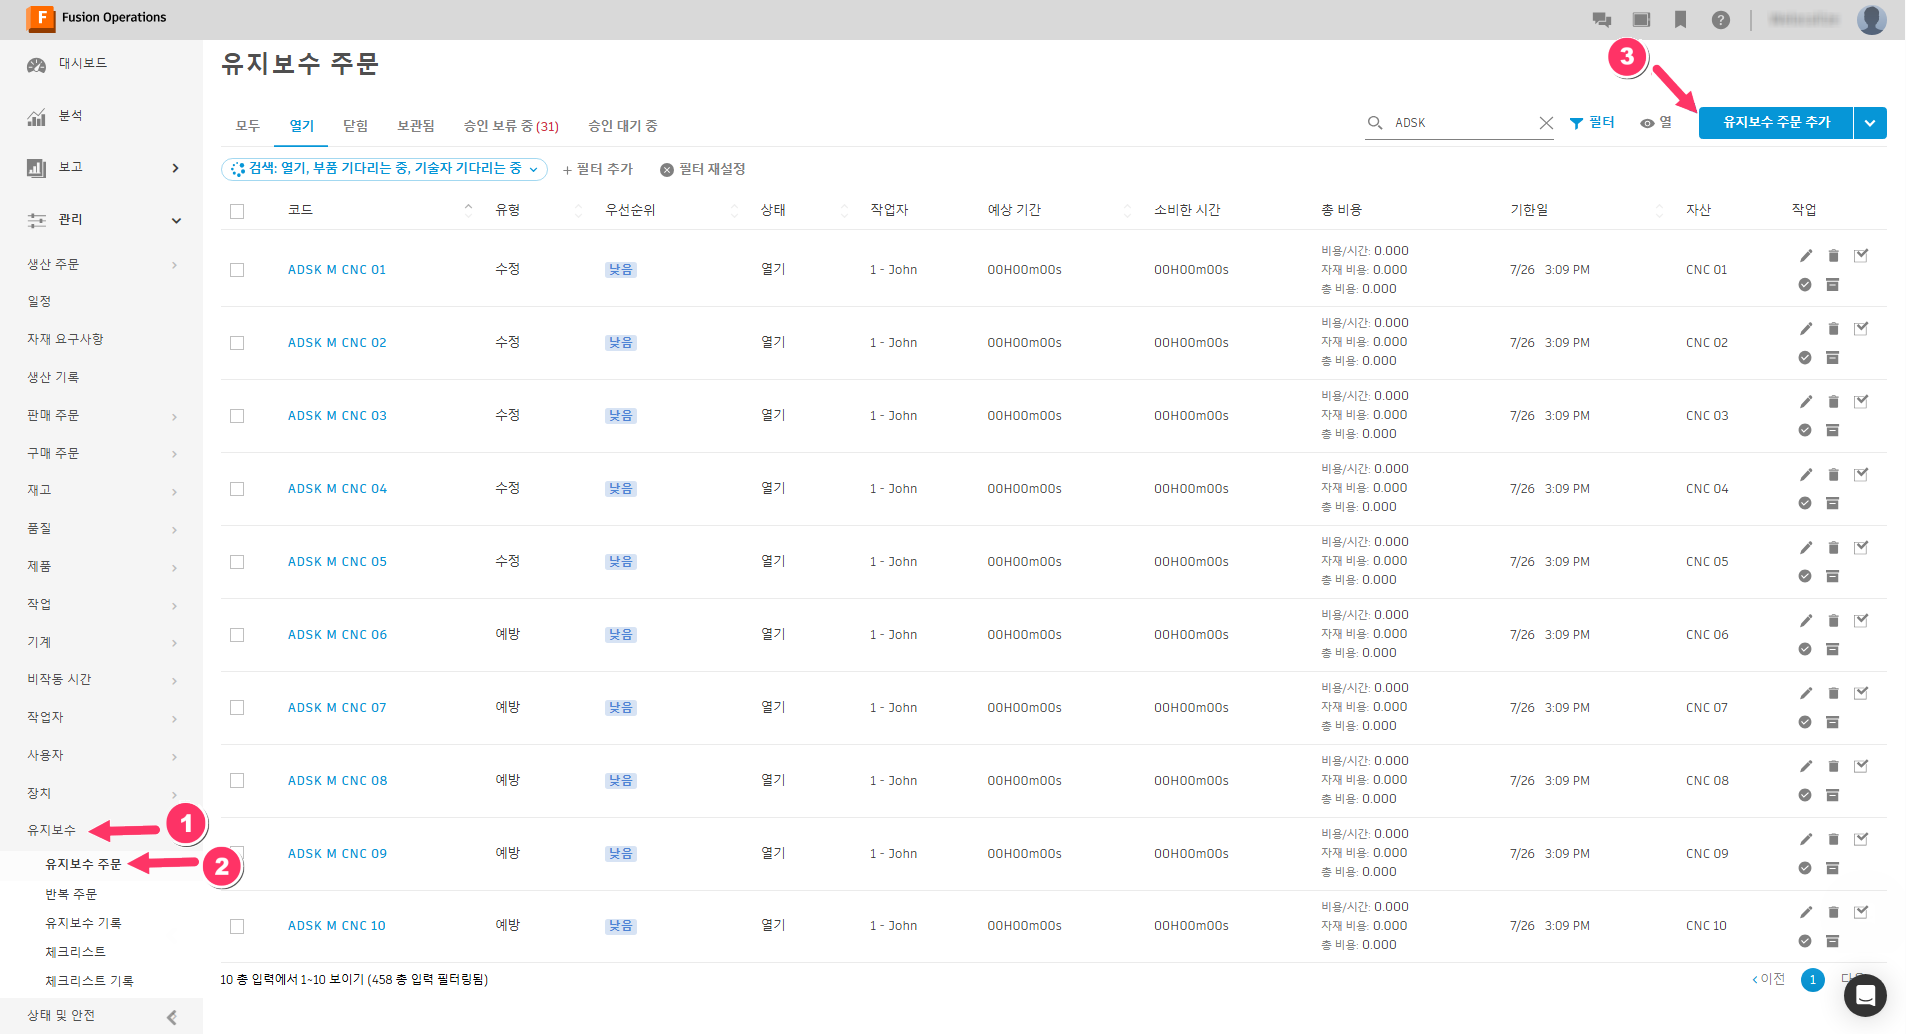 F Fusion Operations
?
대시보드
분석
보고
관리
생산 주문
일정
자재 요구사항
생산 기록
판매 주문
구매 주문
재고
품질
제품
작업
기계
비작동 시간
작업자
사용자
장치
유지보수
1
유지보수 주문
2
반복 주문
유지보수 기록
체크리스트
체크리스트 기록
상태 및 안전
유지보수 주문
3
모두 열기 닫힘 보관됨 승인 보류 중 (31) 승인 대기 중
ADSK 필터 열 유지보수 주문 추가
검색: 열기, 부품 기다리는 중, 기술자 기다리는 중 + 필터 추가 필터 재설정
코드 유형 우선순위 상태 작업자 예상 기간 소비한 시간 총 비용 기한일 자산 작업
비용/시간: 0.000
ADSK M CNC 01 수정 낮음 열기 1 - John 00H00m00s 00H00m00s 자재 비용: 0.000 7/26 3:09 PM CNC 01
총 비용: 0.000
비용/시간: 0.000
ADSK M CNC 02 수정 낮음 열기 1 - John 00H00m00s 00H00m00s 자재 비용: 0.000 7/26 3:09 PM CNC 02
총 비용: 0.000
비용/시간: 0.000
ADSK M CNC 03 수정 낮음 열기 1 - John 00H00m00s 00H00m00s 자재 비용: 0.000 7/26 3:09 PM CNC 03
총 비용: 0.000
비용/시간: 0.000
ADSK M CNC 04 수정 낮음 열기 1 - John 00H00m00s 00H00m00s 자재 비용: 0.000 7/26 3:09 PM CNC 04
총 비용: 0.000
비용/시간: 0.000
ADSK M CNC 05 수정 낮음 열기 1 - John 00H00m00s 00H00m00s 자재 비용: 0.000 7/26 3:09 PM CNC 05
총 비용: 0.000
비용/시간: 0.000
ADSK M CNC 06 예방 낮음 열기 1 - John 00H00m00s 00H00m00s 자재 비용: 0.000 7/26 3:09 PM CNC 06
총 비용: 0.000
비용/시간: 0.000
ADSK M CNC 07 예방 낮음 열기 1 - John 00H00m00s 00H00m00s 자재 비용: 0.000 7/26 3:09 PM CNC 07
총 비용: 0.000
비용/시간: 0.000
ADSK M CNC 08 예방 낮음 열기 1 - John 00H00m00s 00H00m00s 자재 비용: 0.000 7/26 3:09 PM CNC 08
총 비용: 0.000
비용/시간: 0.000
ADSK M CNC 09 예방 낮음 열기 1 - John 00H00m00s 00H00m00s 자재 비용: 0.000 7/26 3:09 PM CNC 09
총 비용: 0.000
비용/시간: 0.000
ADSK M CNC 10 예방 낮음 열기 1 - John 00H00m00s 00H00m00s 자재 비용: 0.000 7/26 3:09 PM CNC 10
총 비용: 0.000
10 총 입력에서 1~10 보이기 (458 총 입력 필터링됨) 이전 1